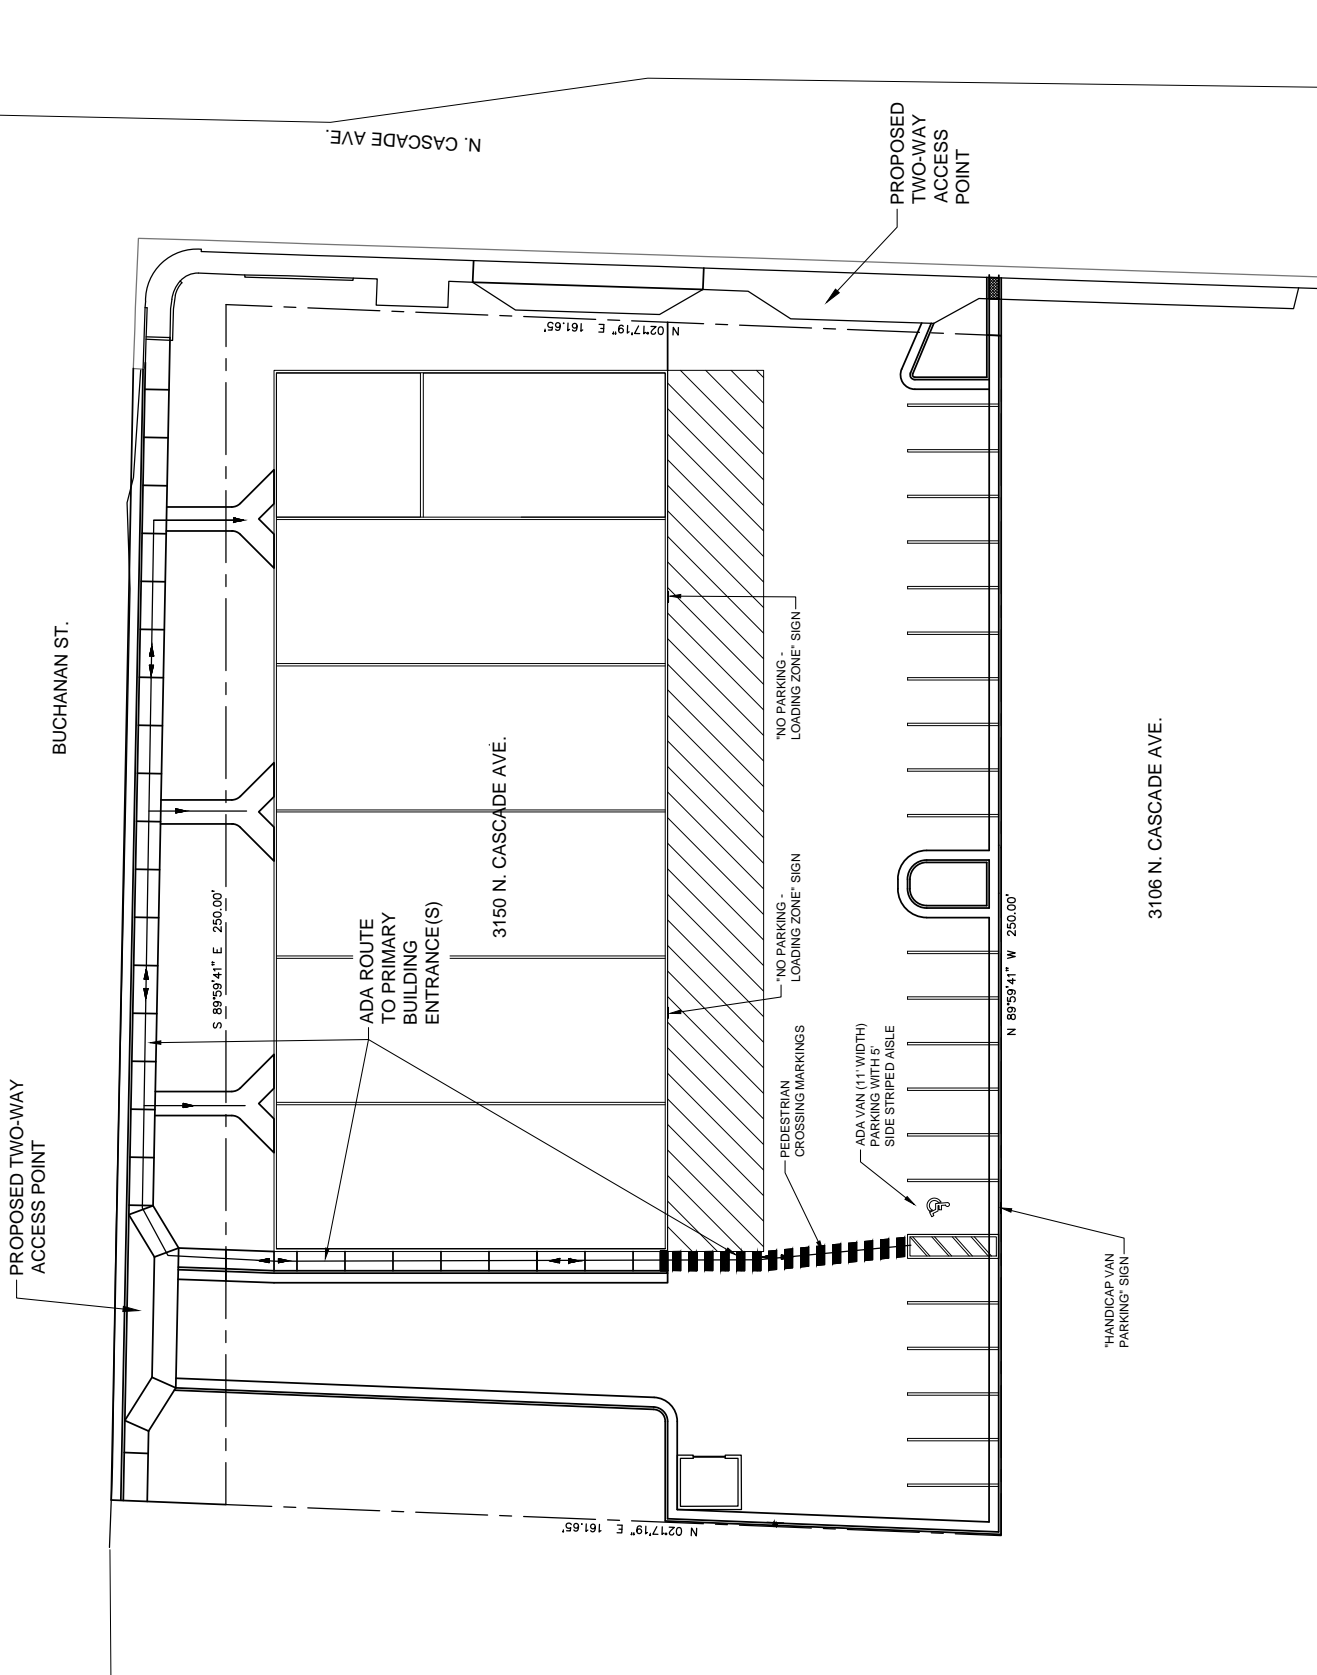 N. CASCADE AVE.
PROPOSED
TWO-WAY
ACCESS
POINT
N 02°17'19" E 161.65'
BUCHANAN ST.
"NO PARKING -
LOADING ZONE" SIGN
3150 N. CASCADE AVE.
3106 N. CASCADE AVE.
"NO PARKING -
LOADING ZONE" SIGN
S 89°59'41" E 250.00'
ADA ROUTE
TO PRIMARY
BUILDING
ENTRANCE(S)
N 89°59'41" W 250.00'
PEDESTRIAN
CROSSING MARKINGS
ADA VAN (11' WIDTH)
PARKING WITH 5'
SIDE STRIPED AISLE
PROPOSED TWO-WAY
ACCESS POINT
"HANDICAP VAN
PARKING" SIGN
N 02°17'19" E 161.65'